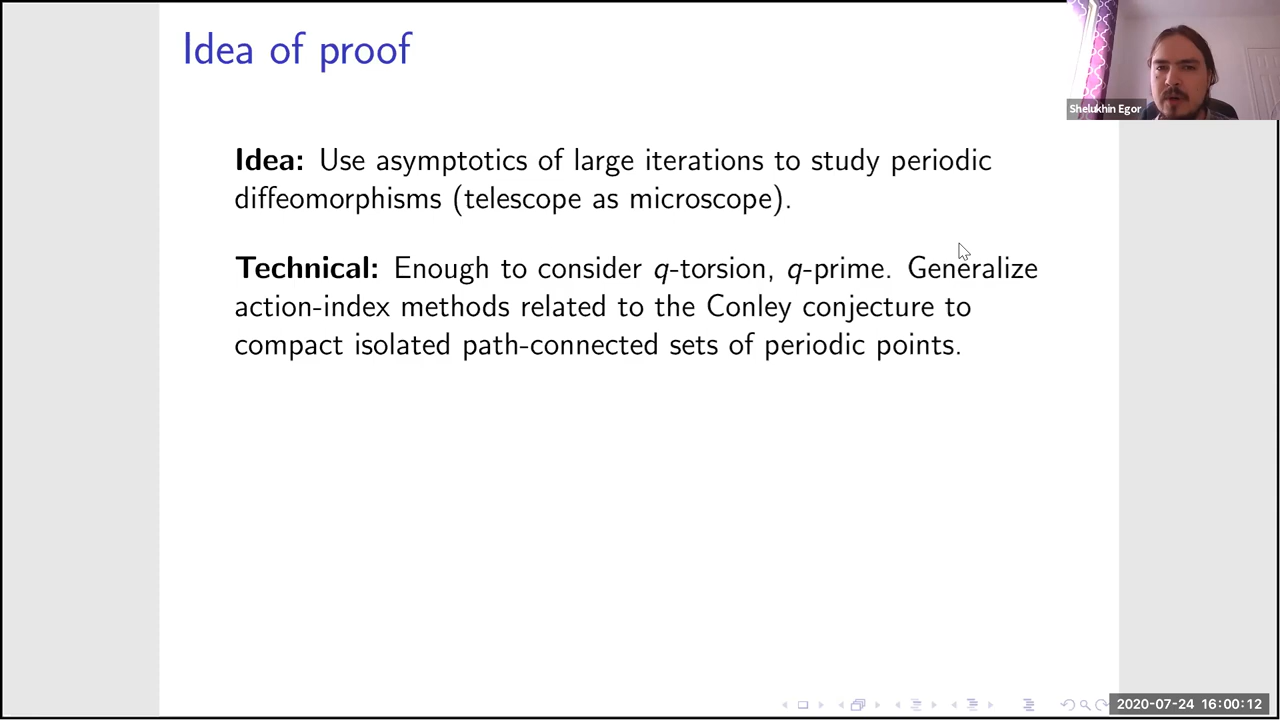 Idea of proof
Shelukhin Egor
Idea: Use asymptotics of large iterations to study periodic
diffeomorphisms (telescope as microscope).
Technical: Enough to consider q-torsion, q-prime. Generalize
action-index methods related to the Conley conjecture to
compact isolated path-connected sets of periodic points.
2020-07-24 16:00:12